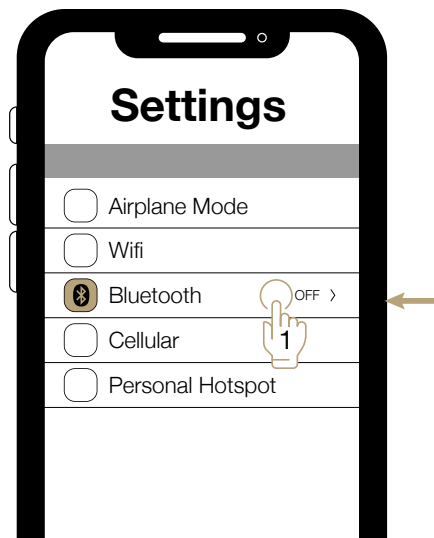 Settings
Airplane Mode
Wifi
Bluetooth OFF >
1
Cellular
Personal Hotspot